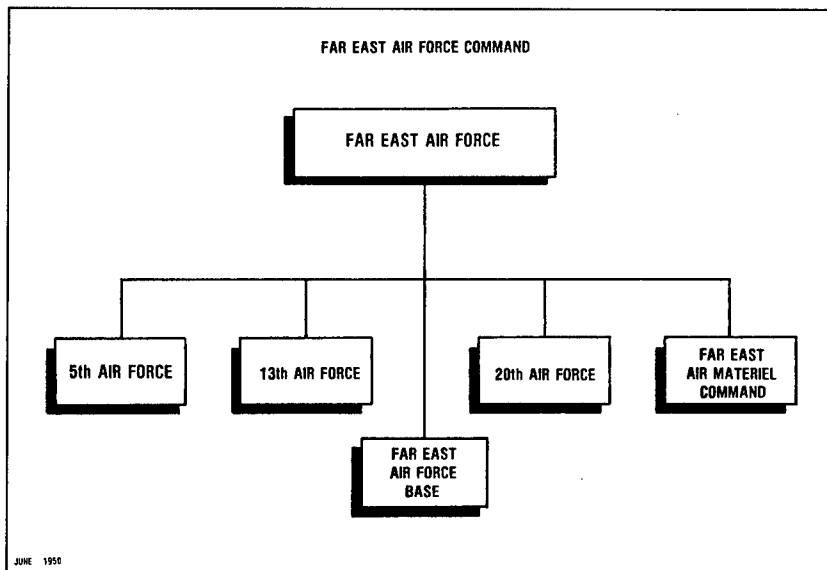 FAR EAST AIR FORCE COMMAND
FAR EAST AIR FORCE
5th AIR FORCE
13th AIR FORCE
20th AIR FORCE
FAR EAST
AIR MATERIEL
COMMAND
FAR EAST
AIR FORCE
BASE
JUNE 1950